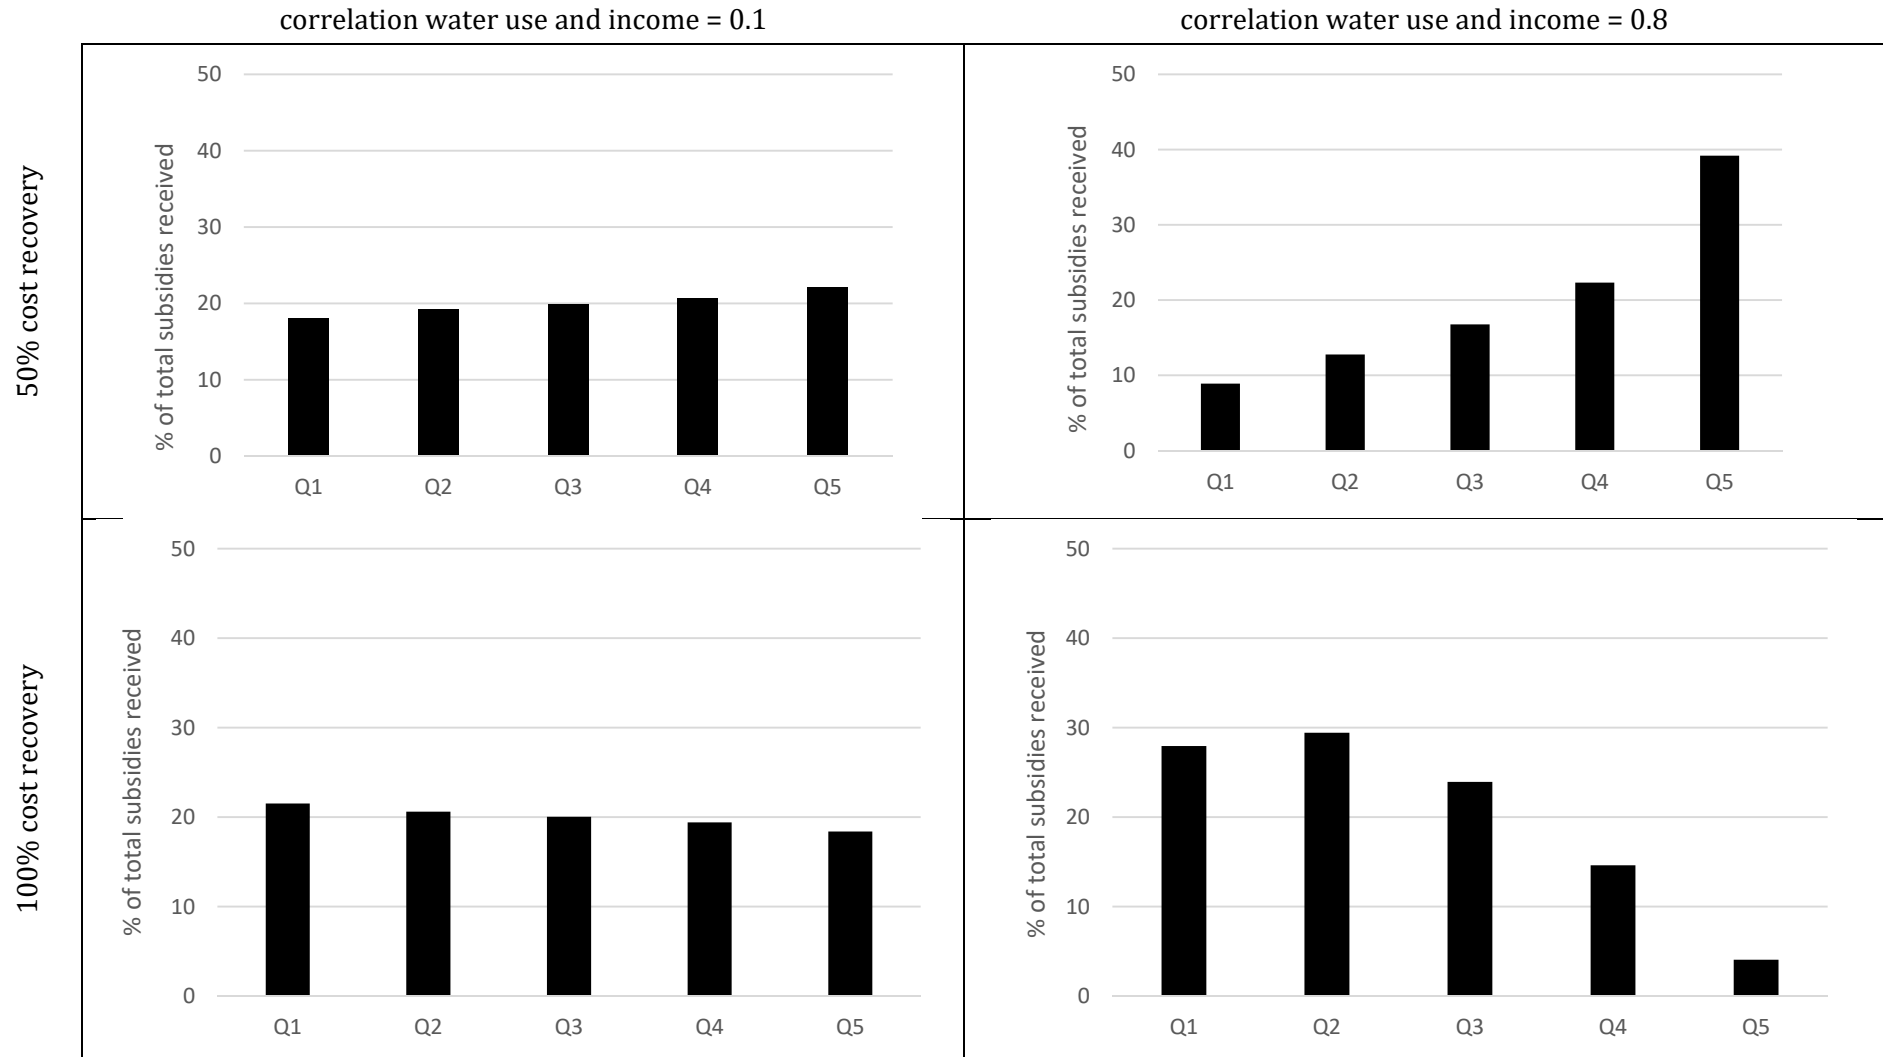 correlation water use and income = 0.1
correlation water use and income = 0.8
50% cost recovery
% of total subsidies received
50
40
30
20
10
0
Q1 Q2 Q3 Q4 Q5
% of total subsidies received
50
40
30
20
10
0
Q1 Q2 Q3 Q4 Q5
100% cost recovery
% of total subsidies received
50
40
30
20
10
0
Q1 Q2 Q3 Q4 Q5
% of total subsidies received
50
40
30
20
10
0
Q1 Q2 Q3 Q4 Q5